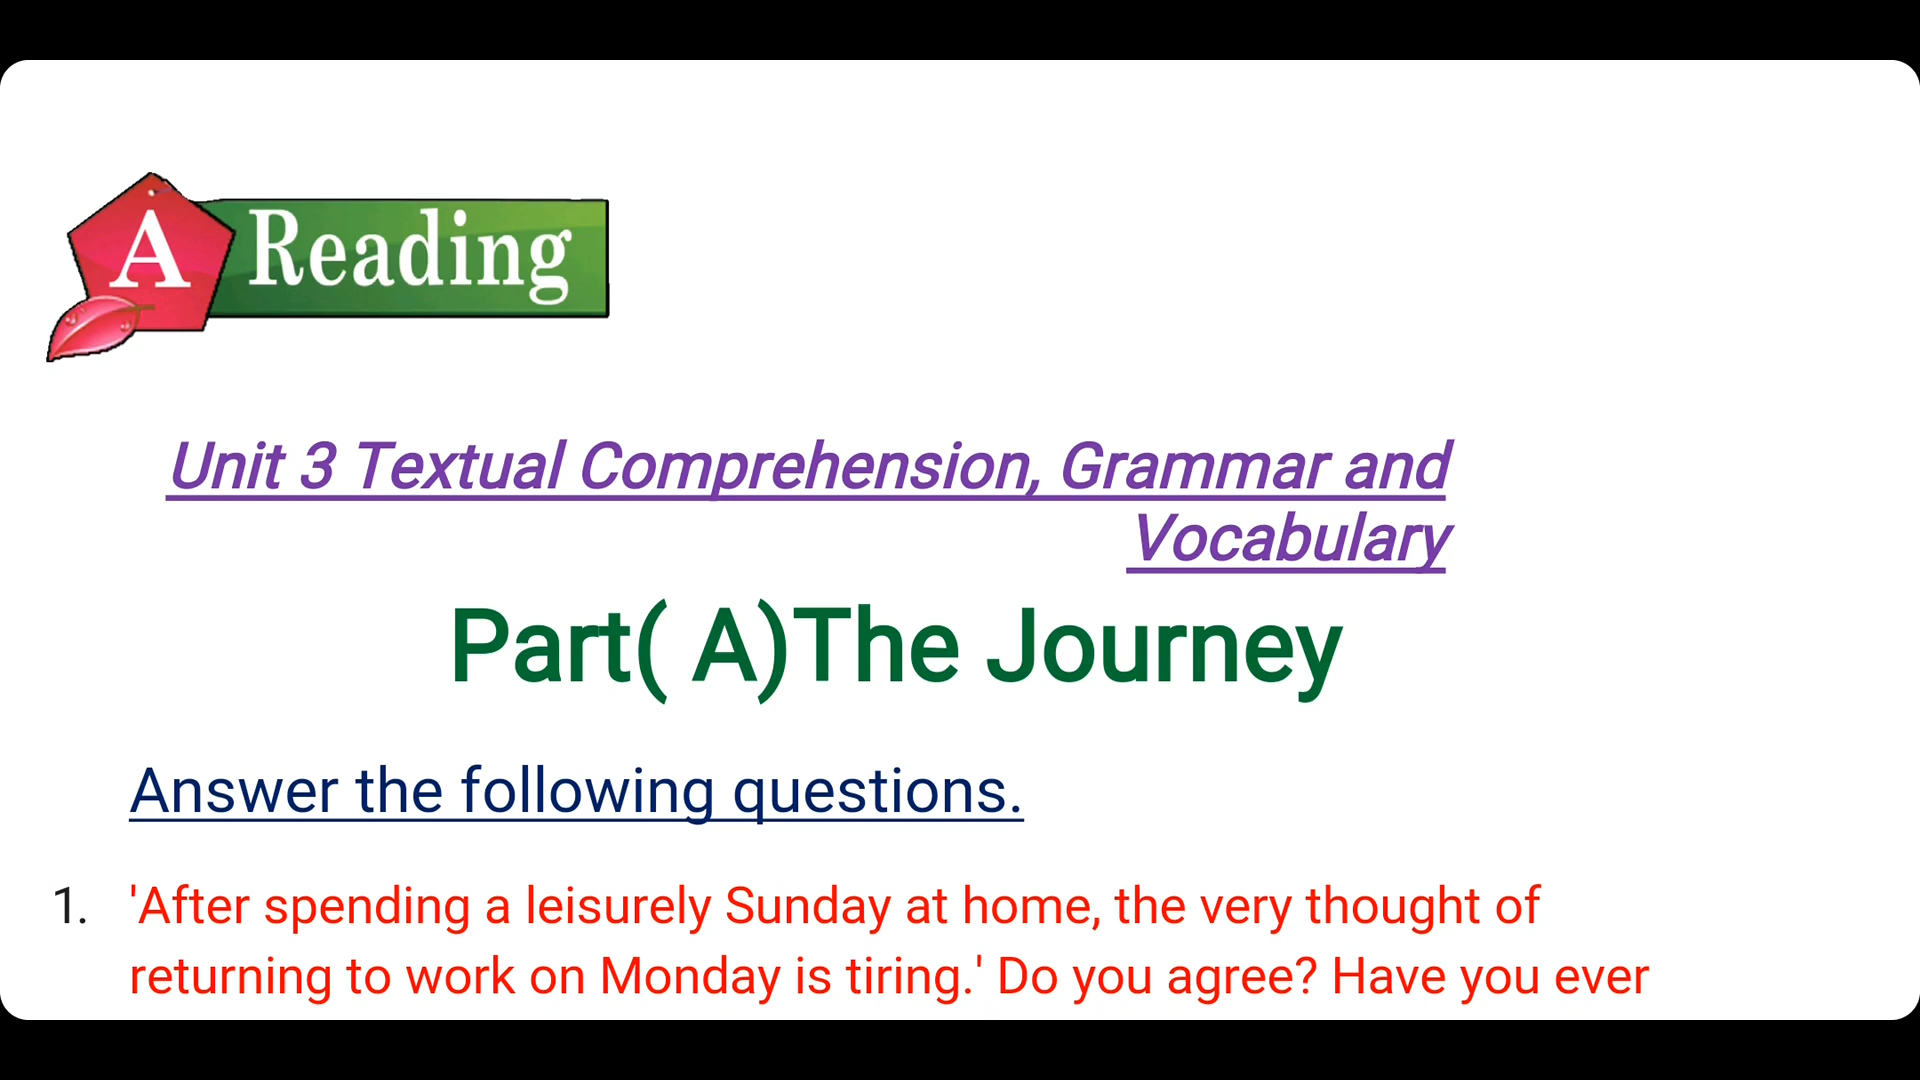 A Reading
Unit 3 Textual Comprehension, Grammar and
Vocabulary
Part( A)The Journey
Answer the following questions.
1. 'After spending a leisurely Sunday at home, the very thought of
returning to work on Monday is tiring.' Do you agree? Have you ever